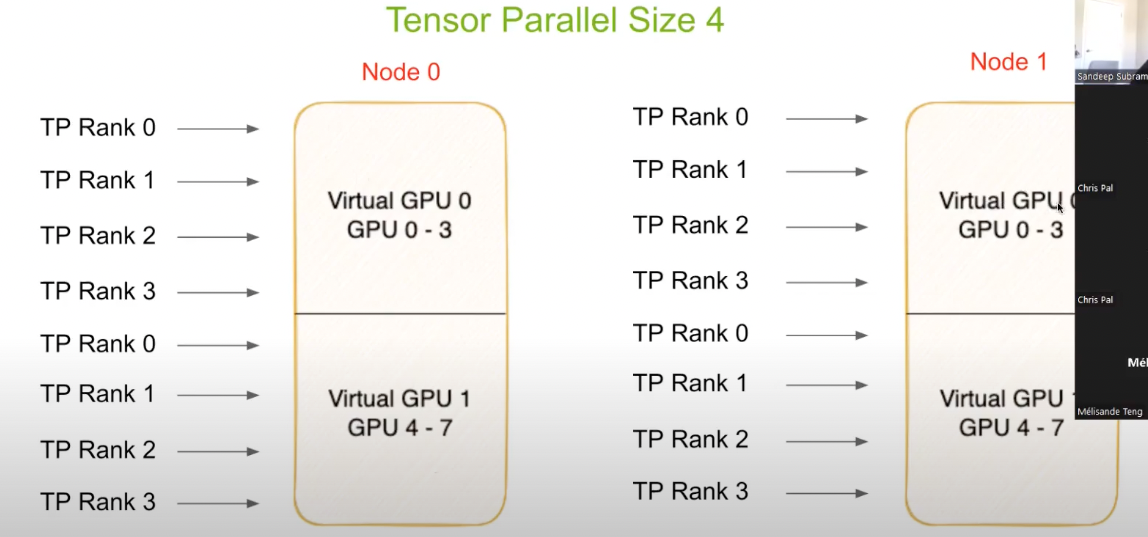 Tensor Parallel Size 4
Node 0
TP Rank 0
TP Rank 1
TP Rank 2
TP Rank 3
TP Rank 0
TP Rank 1
TP Rank 2
TP Rank 3
Virtual GPU 0
GPU 0 - 3
Virtual GPU 1
GPU 4 - 7
Node 1
TP Rank 0
TP Rank 1
TP Rank 2
TP Rank 3
TP Rank 0
TP Rank 1
TP Rank 2
TP Rank 3
Virtual GPU
GPU 0 - 3
Virtual GPU
GPU 4 - 7
Sandeep Subram
Chris Pal
Chris Pal
Mél
Mélisande Teng